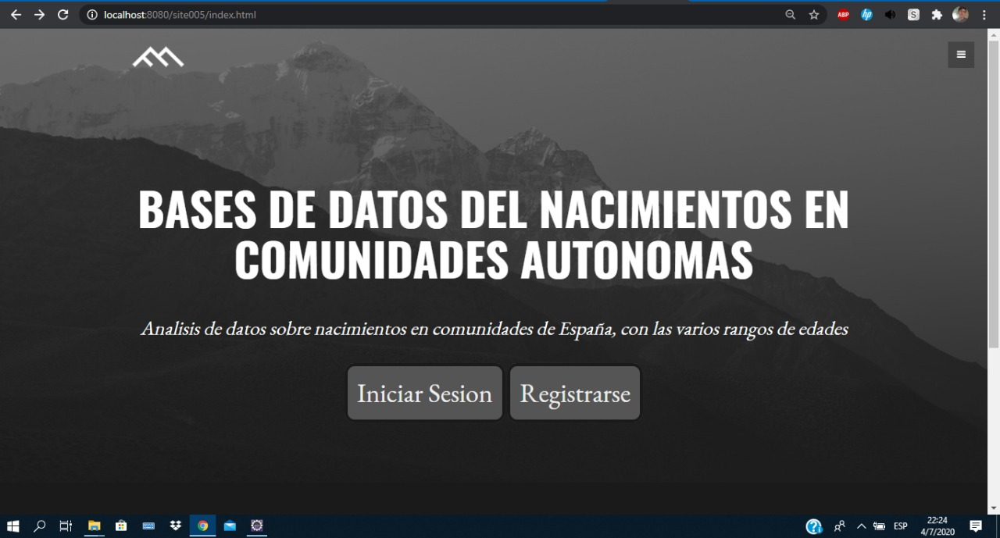 localhost:8080/site005/index.html
ABP
hp
S
BASES DE DATOS DEL NACIMIENTOS EN
COMUNIDADES AUTONOMAS
Analisis de datos sobre nacimientos en comunidades de España, con las varios rangos de edades
Iniciar Sesion
Registrarse
ESP
22:24
4/7/2020